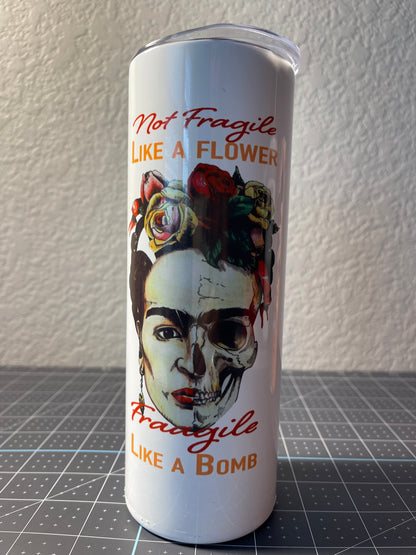 Not Fragile
LIKE A FLOWER
Fraagile
LIKE A BOMB